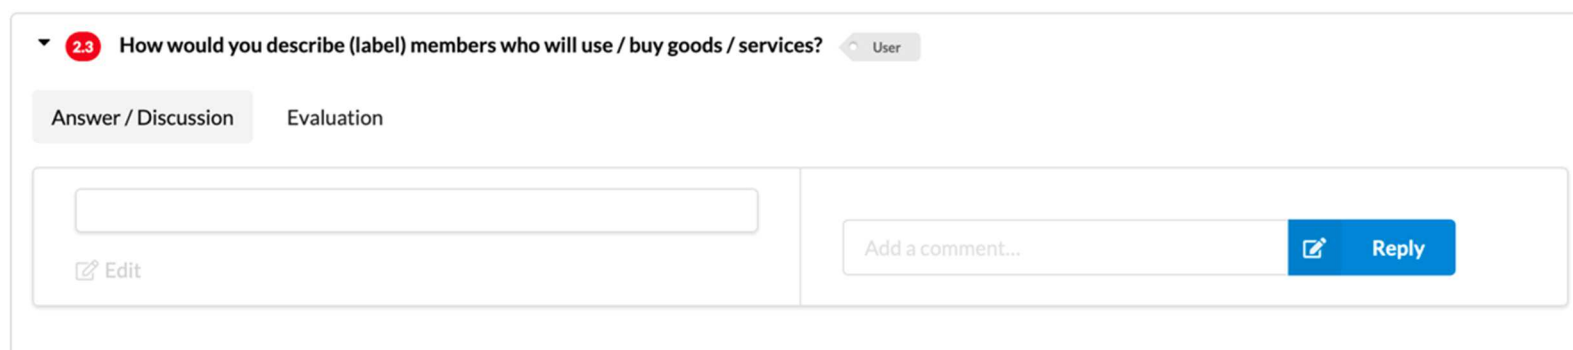 2.3 How would you describe (label) members who will use / buy goods / services? User
Answer / Discussion Evaluation
Add a comment... Reply
Edit